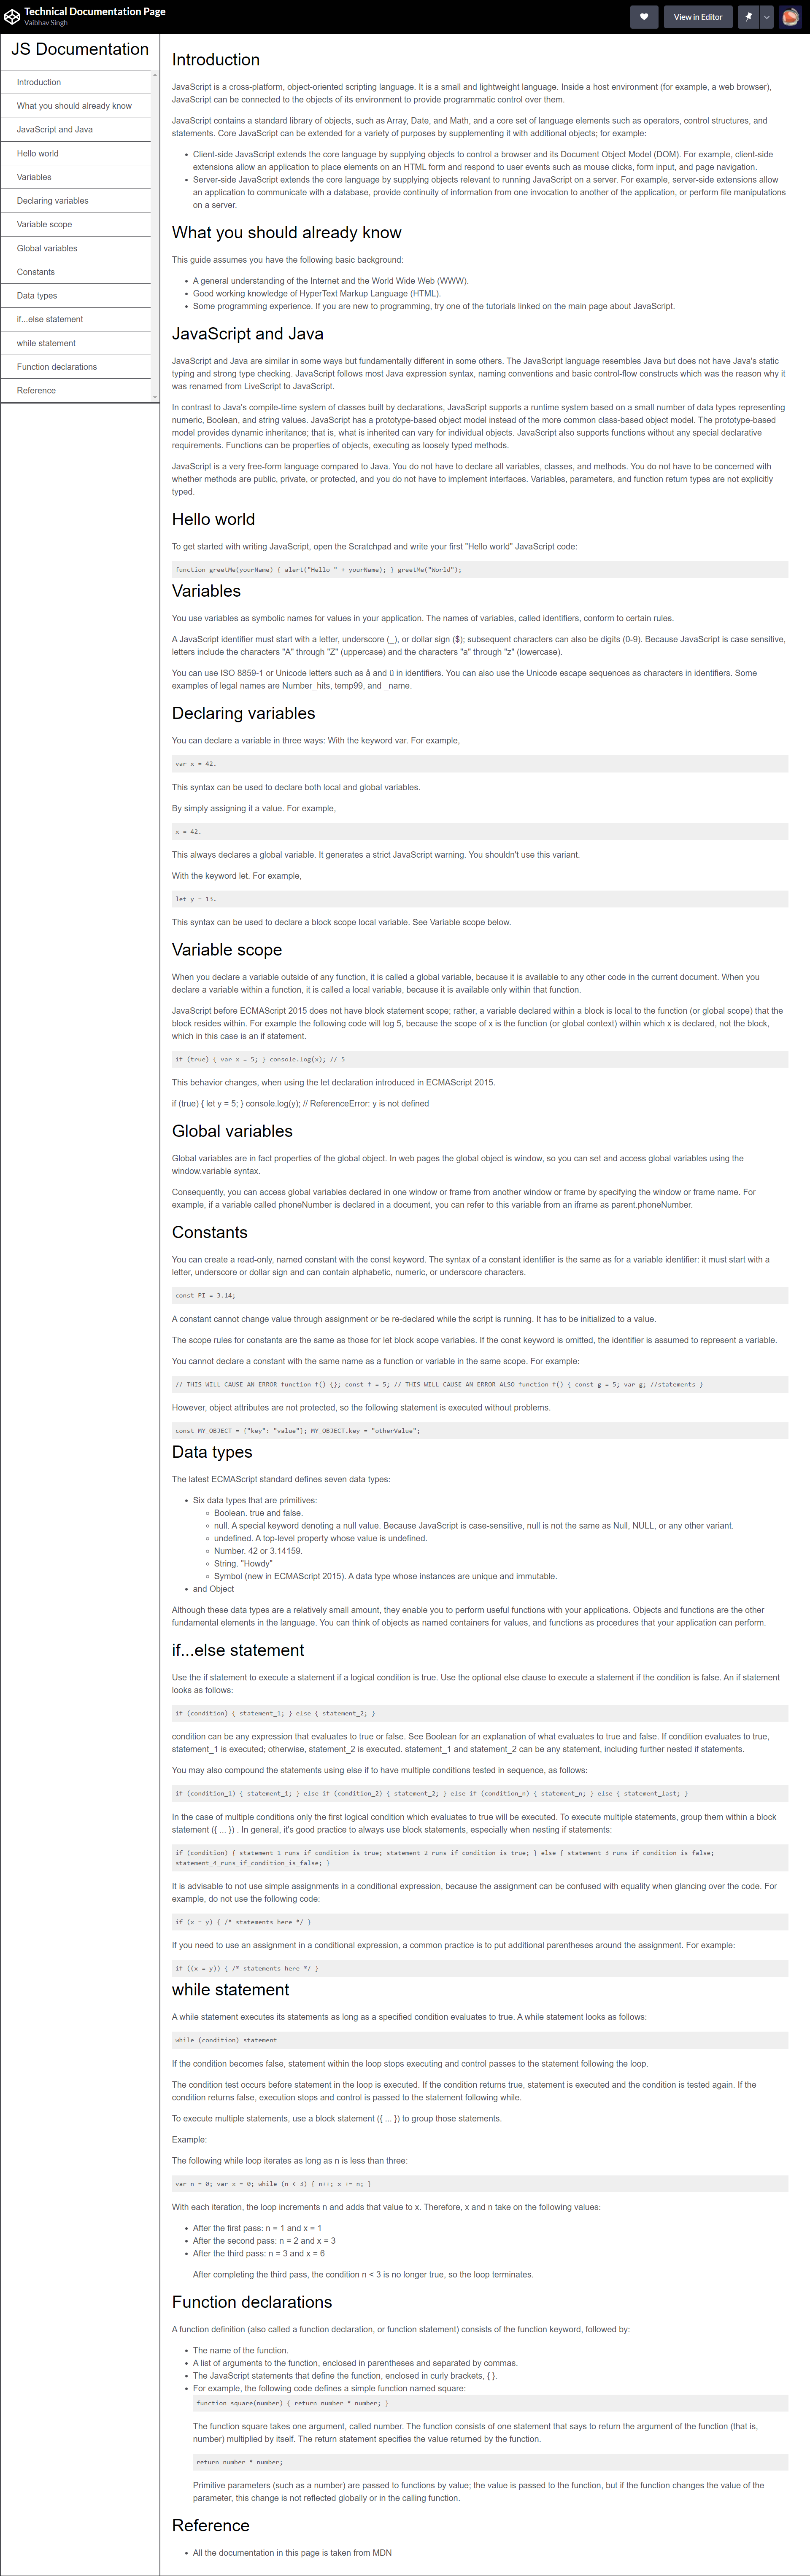 Technical Documentation Page
Vaibhav Singh
View in Editor
JS Documentation
Introduction
What you should already know
JavaScript and Java
Hello world
Variables
Declaring variables
Variable scope
Global variables
Constants
Data types
if...else statement
while statement
Function declarations
Reference
Introduction
JavaScript is a cross-platform, object-oriented scripting language. It is a small and lightweight language. Inside a host environment (for example, a web browser),
JavaScript can be connected to the objects of its environment to provide programmatic control over them.
JavaScript contains a standard library of objects, such as Array, Date, and Math, and a core set of language elements such as operators, control structures, and
statements. Core JavaScript can be extended for a variety of purposes by supplementing it with additional objects; for example:
• Client-side JavaScript extends the core language by supplying objects to control a browser and its Document Object Model (DOM). For example, client-side
extensions allow an application to place elements on an HTML form and respond to user events such as mouse clicks, form input, and page navigation.
• Server-side JavaScript extends the core language by supplying objects relevant to running JavaScript on a server. For example, server-side extensions allow
an application to communicate with a database, provide continuity of information from one invocation to another of the application, or perform file manipulations
on a server.
What you should already know
This guide assumes you have the following basic background:
• A general understanding of the Internet and the World Wide Web (WWW).
• Good working knowledge of HyperText Markup Language (HTML).
• Some programming experience. If you are new to programming, try one of the tutorials linked on the main page about JavaScript.
JavaScript and Java
JavaScript and Java are similar in some ways but fundamentally different in some others. The JavaScript language resembles Java but does not have Java's static
typing and strong type checking. JavaScript follows most Java expression syntax, naming conventions and basic control-flow constructs which was the reason why it
was renamed from LiveScript to JavaScript.
In contrast to Java's compile-time system of classes built by declarations, JavaScript supports a runtime system based on a small number of data types representing
numeric, Boolean, and string values. JavaScript has a prototype-based object model instead of the more common class-based object model. The prototype-based
model provides dynamic inheritance; that is, what is inherited can vary for individual objects. JavaScript also supports functions without any special declarative
requirements. Functions can be properties of objects, executing as loosely typed methods.
JavaScript is a very free-form language compared to Java. You do not have to declare all variables, classes, and methods. You do not have to be concerned with
whether methods are public, private, or protected, and you do not have to implement interfaces. Variables, parameters, and function return types are not explicitly
typed.
Hello world
To get started with writing JavaScript, open the Scratchpad and write your first "Hello world" JavaScript code:
function greetMe(yourName) { alert("Hello " + yourName); } greetMe("World");
Variables
You use variables as symbolic names for values in your application. The names of variables, called identifiers, conform to certain rules.
A JavaScript identifier must start with a letter, underscore (_), or dollar sign ($); subsequent characters can also be digits (0-9). Because JavaScript is case sensitive,
letters include the characters "A" through "Z" (uppercase) and the characters "a" through "z" (lowercase).
You can use ISO 8859-1 or Unicode letters such as å and ü in identifiers. You can also use the Unicode escape sequences as characters in identifiers. Some
examples of legal names are Number_hits, temp99, and _name.
Declaring variables
You can declare a variable in three ways: With the keyword var. For example,
var x = 42.
This syntax can be used to declare both local and global variables.
By simply assigning it a value. For example,
x = 42.
This always declares a global variable. It generates a strict JavaScript warning. You shouldn't use this variant.
With the keyword let. For example,
let y = 13.
This syntax can be used to declare a block scope local variable. See Variable scope below.
Variable scope
When you declare a variable outside of any function, it is called a global variable, because it is available to any other code in the current document. When you
declare a variable within a function, it is called a local variable, because it is available only within that function.
JavaScript before ECMAScript 2015 does not have block statement scope; rather, a variable declared within a block is local to the function (or global scope) that the
block resides within. For example the following code will log 5, because the scope of x is the function (or global context) within which x is declared, not the block,
which in this case is an if statement.
if (true) { var x = 5; } console.log(x); // 5
This behavior changes, when using the let declaration introduced in ECMAScript 2015.
if (true) { let y = 5; } console.log(y); // ReferenceError: y is not defined
Global variables
Global variables are in fact properties of the global object. In web pages the global object is window, so you can set and access global variables using the
window.variable syntax.
Consequently, you can access global variables declared in one window or frame from another window or frame by specifying the window or frame name. For
example, if a variable called phoneNumber is declared in a document, you can refer to this variable from an iframe as parent.phoneNumber.
Constants
You can create a read-only, named constant with the const keyword. The syntax of a constant identifier is the same as for a variable identifier: it must start with a
letter, underscore or dollar sign and can contain alphabetic, numeric, or underscore characters.
const PI = 3.14;
A constant cannot change value through assignment or be re-declared while the script is running. It has to be initialized to a value.
The scope rules for constants are the same as those for let block scope variables. If the const keyword is omitted, the identifier is assumed to represent a variable.
You cannot declare a constant with the same name as a function or variable in the same scope. For example:
// THIS WILL CAUSE AN ERROR function f() {}; const f = 5; // THIS WILL CAUSE AN ERROR ALSO function f() { const g = 5; var g; //statements }
However, object attributes are not protected, so the following statement is executed without problems.
const MY_OBJECT = {"key": "value"}; MY_OBJECT.key = "otherValue";
Data types
The latest ECMAScript standard defines seven data types:
• Six data types that are primitives:
◦ Boolean. true and false.
◦ null. A special keyword denoting a null value. Because JavaScript is case-sensitive, null is not the same as Null, NULL, or any other variant.
◦ undefined. A top-level property whose value is undefined.
◦ Number. 42 or 3.14159.
◦ String. "Howdy"
◦ Symbol (new in ECMAScript 2015). A data type whose instances are unique and immutable.
• and Object
Although these data types are a relatively small amount, they enable you to perform useful functions with your applications. Objects and functions are the other
fundamental elements in the language. You can think of objects as named containers for values, and functions as procedures that your application can perform.
if...else statement
Use the if statement to execute a statement if a logical condition is true. Use the optional else clause to execute a statement if the condition is false. An if statement
looks as follows:
if (condition) { statement_1; } else { statement_2; }
condition can be any expression that evaluates to true or false. See Boolean for an explanation of what evaluates to true and false. If condition evaluates to true,
statement_1 is executed; otherwise, statement_2 is executed. statement_1 and statement_2 can be any statement, including further nested if statements.
You may also compound the statements using else if to have multiple conditions tested in sequence, as follows:
if (condition_1) { statement_1; } else if (condition_2) { statement_2; } else if (condition_n) { statement_n; } else { statement_last; }
In the case of multiple conditions only the first logical condition which evaluates to true will be executed. To execute multiple statements, group them within a block
statement ({ ... }) . In general, it's good practice to always use block statements, especially when nesting if statements:
if (condition) { statement_1_runs_if_condition_is_true; statement_2_runs_if_condition_is_true; } else { statement_3_runs_if_condition_is_false;
statement_4_runs_if_condition_is_false; }
It is advisable to not use simple assignments in a conditional expression, because the assignment can be confused with equality when glancing over the code. For
example, do not use the following code:
if (x = y) { /* statements here */ }
If you need to use an assignment in a conditional expression, a common practice is to put additional parentheses around the assignment. For example:
if ((x = y)) { /* statements here */ }
while statement
A while statement executes its statements as long as a specified condition evaluates to true. A while statement looks as follows:
while (condition) statement
If the condition becomes false, statement within the loop stops executing and control passes to the statement following the loop.
The condition test occurs before statement in the loop is executed. If the condition returns true, statement is executed and the condition is tested again. If the
condition returns false, execution stops and control is passed to the statement following while.
To execute multiple statements, use a block statement ({ ... }) to group those statements.
Example:
The following while loop iterates as long as n is less than three:
var n = 0; var x = 0; while (n < 3) { n++; x += n; }
With each iteration, the loop increments n and adds that value to x. Therefore, x and n take on the following values:
• After the first pass: n = 1 and x = 1
• After the second pass: n = 2 and x = 3
• After the third pass: n = 3 and x = 6
After completing the third pass, the condition n < 3 is no longer true, so the loop terminates.
Function declarations
A function definition (also called a function declaration, or function statement) consists of the function keyword, followed by:
• The name of the function.
• A list of arguments to the function, enclosed in parentheses and separated by commas.
• The JavaScript statements that define the function, enclosed in curly brackets, { }.
• For example, the following code defines a simple function named square:
function square(number) { return number * number; }
The function square takes one argument, called number. The function consists of one statement that says to return the argument of the function (that is,
number) multiplied by itself. The return statement specifies the value returned by the function.
return number * number;
Primitive parameters (such as a number) are passed to functions by value; the value is passed to the function, but if the function changes the value of the
parameter, this change is not reflected globally or in the calling function.
Reference
• All the documentation in this page is taken from MDN